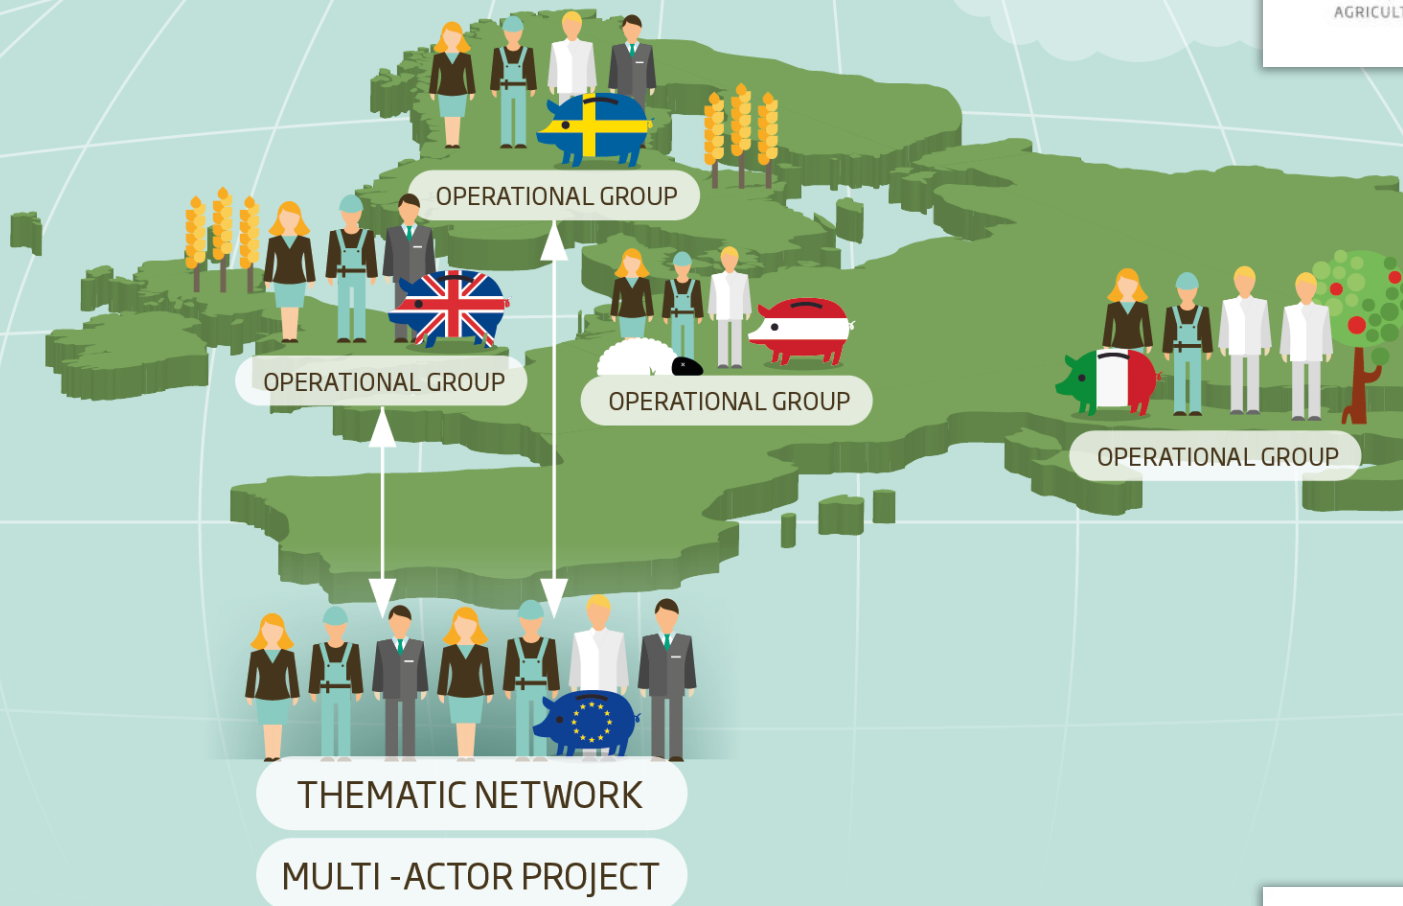 AGRICULT
OPERATIONAL GROUP
OPERATIONAL GROUP
OPERATIONAL GROUP
OPERATIONAL GROUP
THEMATIC NETWORK
MULTI -ACTOR PROJECT